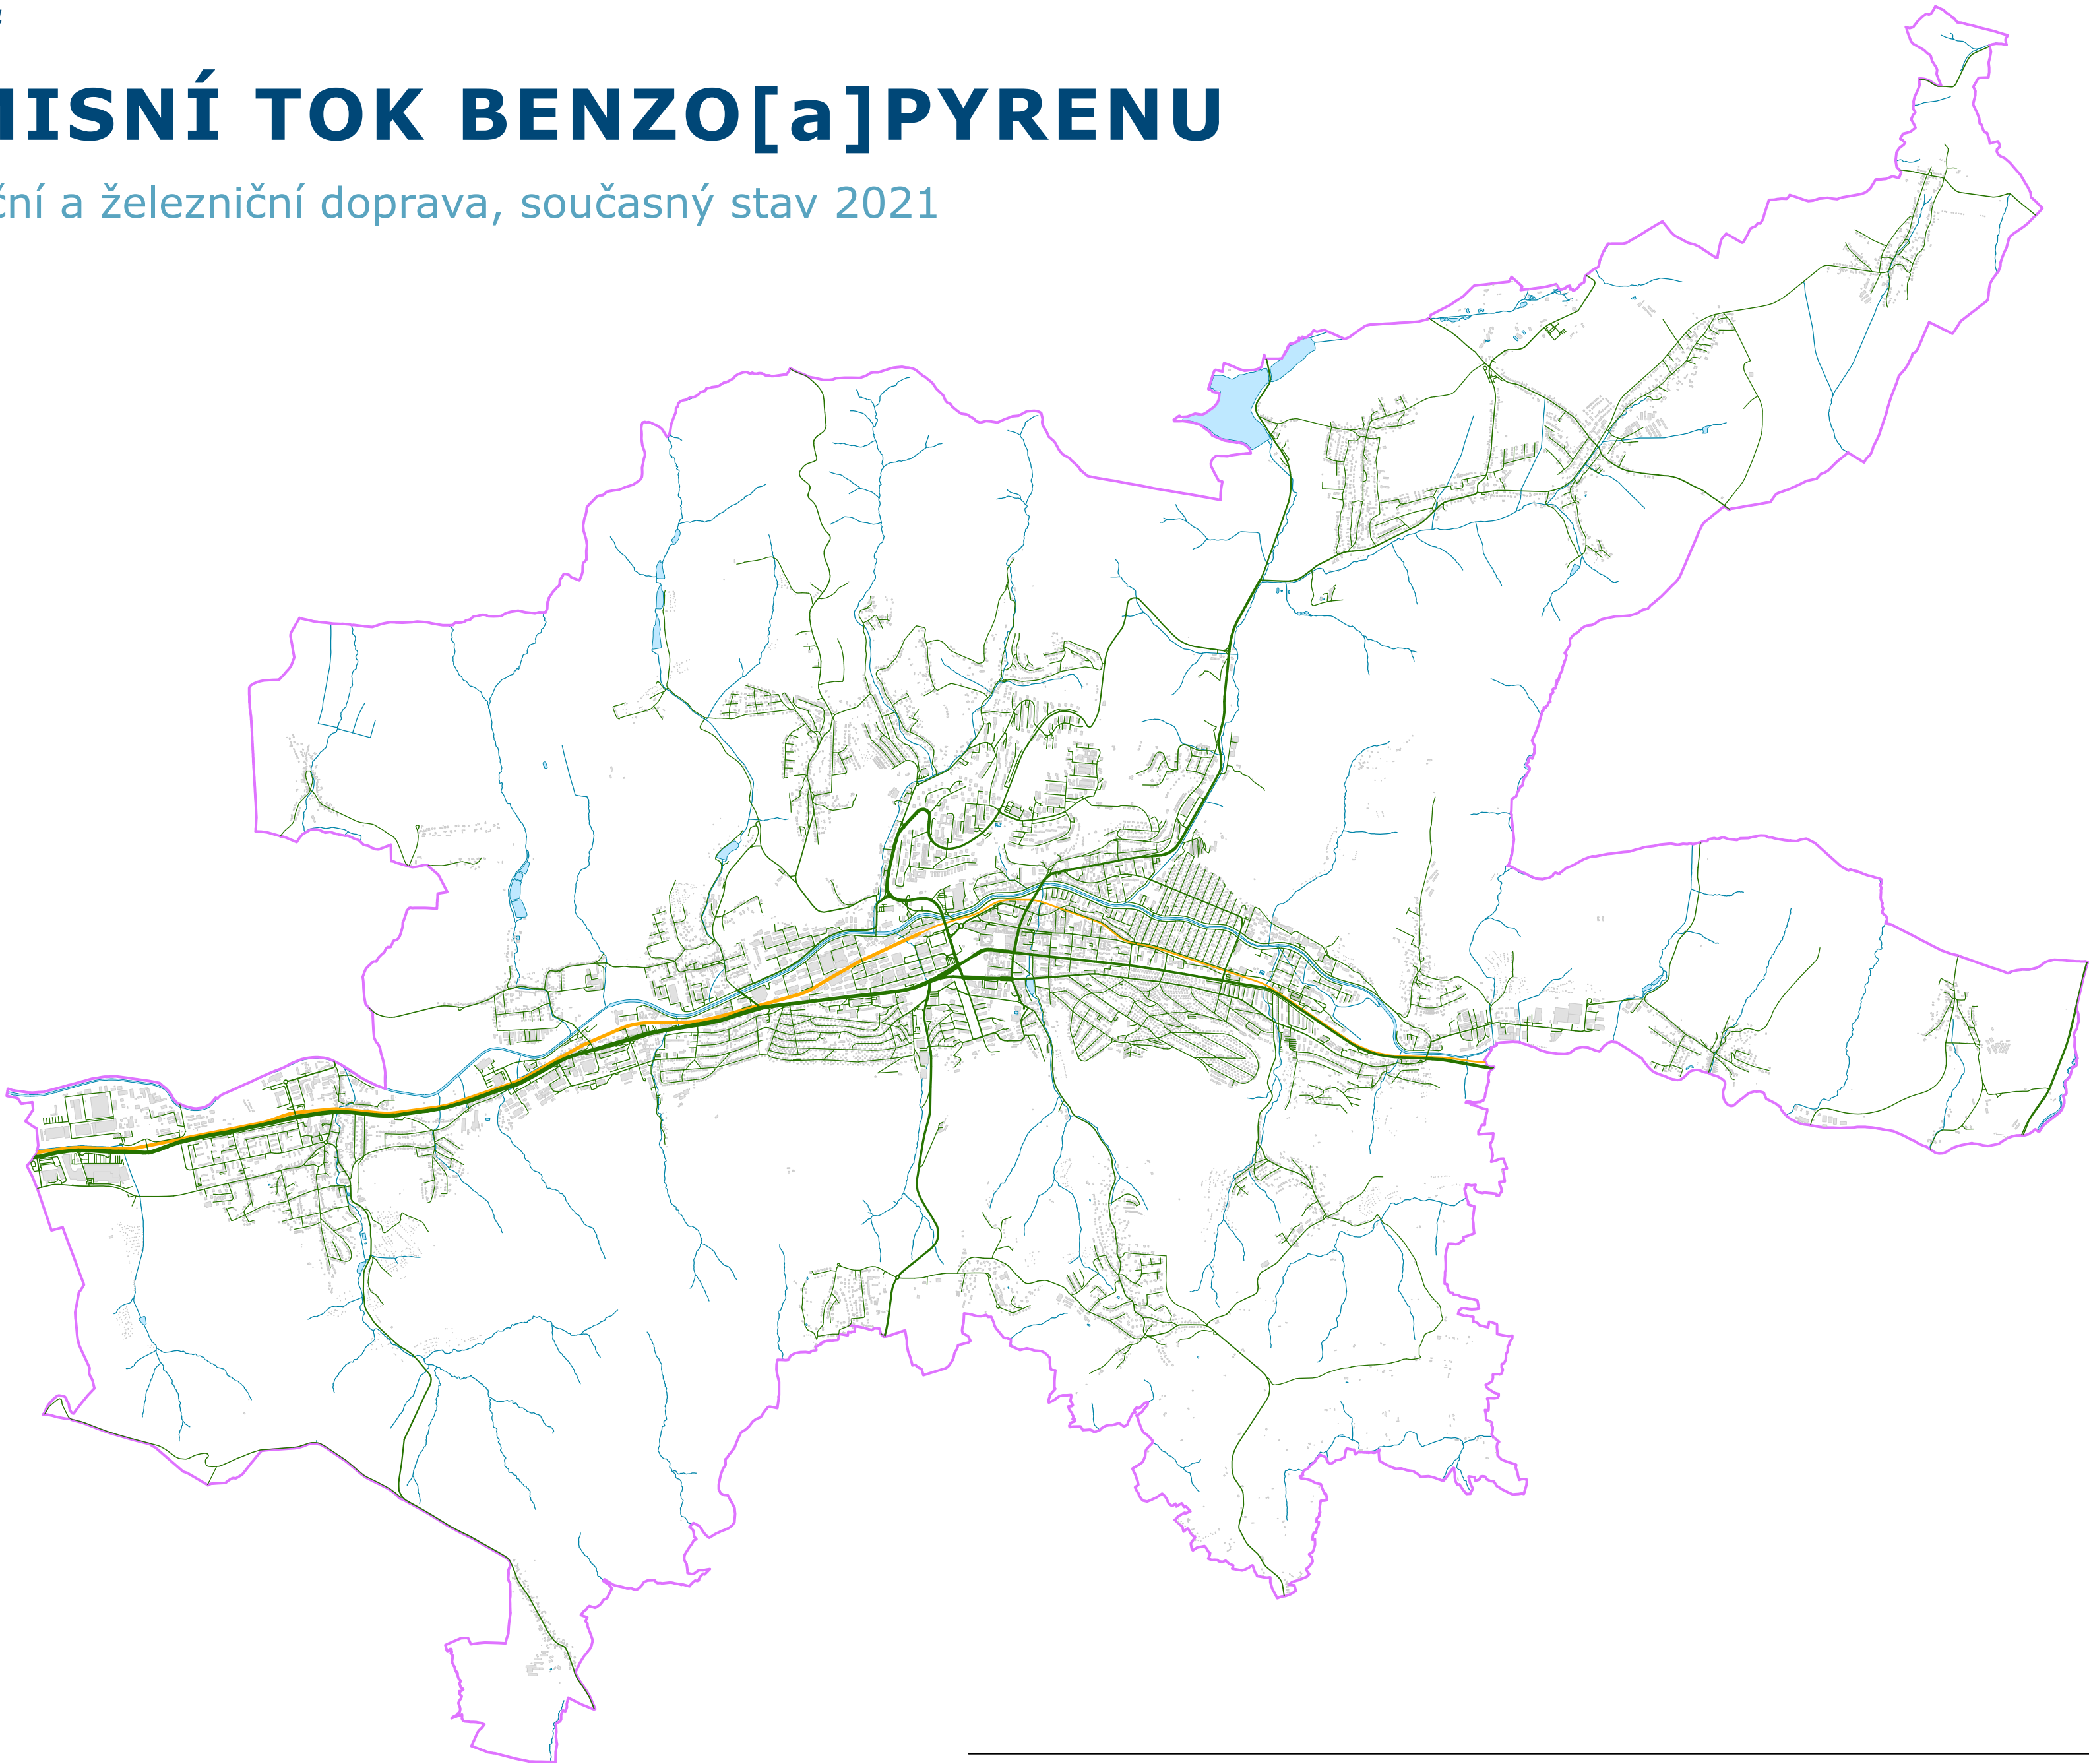 ISNÍ TOK BENZO[a]PYRENU
ční a železniční doprava, současný stav 2021